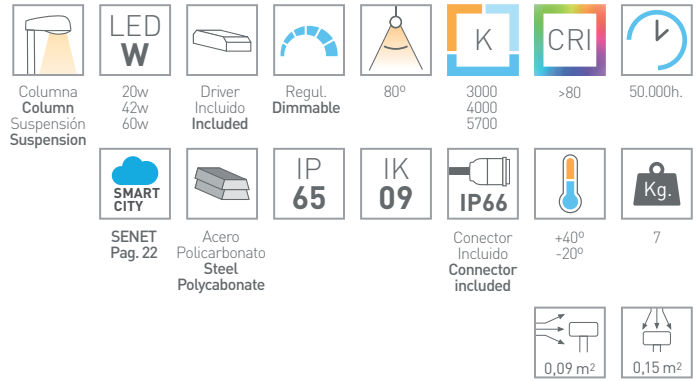 LED
W
K
CRI
Columna
Column
Suspensión
Suspension
20w
42w
60w
Driver
Incluido
Included
Regul.
Dimmable
80º
3000
4000
5700
>80
50.000h.
SMART
CITY
IP
65
IK
09
IP66
Kg.
SENET
Pag. 22
Acero
Policarbonato
Steel
Polycabonate
Conector
Incluido
Connector
included
+40º
-20º
7
0,09 m²
0,15 m²